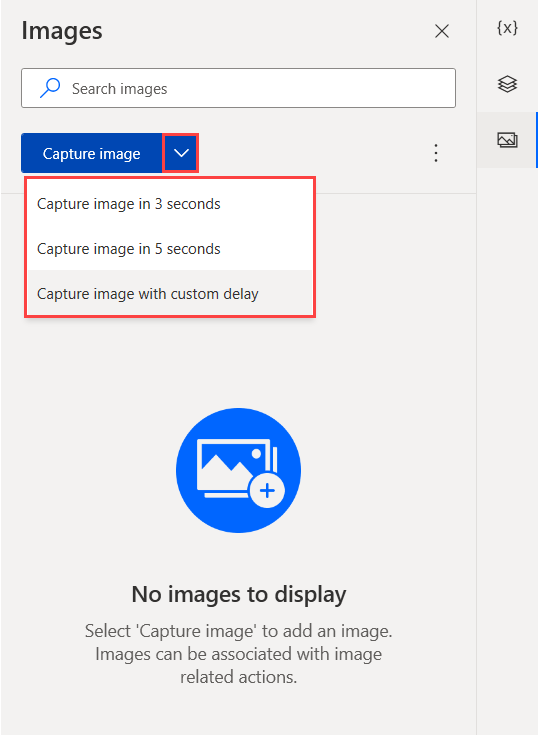 Images
{x}
Search images
Capture image
Capture image in 3 seconds
Capture image in 5 seconds
Capture image with custom delay
No images to display
Select 'Capture image' to add an image.
Images can be associated with image
related actions.